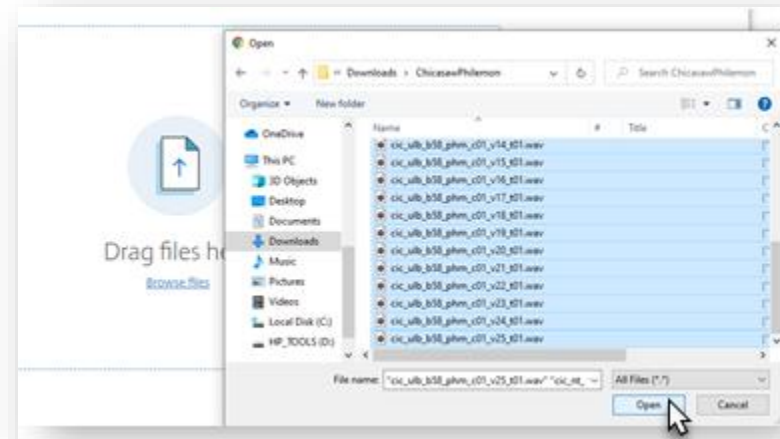 Open
Downloads > ChicasawPhilemon
Search ChicasawPhilemon
Organize
New folder
Name
#
Title
C
OneDrive
This PC
3D Objects
Desktop
Documents
Downloads
Music
Pictures
Videos
Local Disk (C:)
HP_TOOLS (D:)
cic_ulb_b58_phm_c01_v14_t01.wav
cic_ulb_b58_phm_c01_v15_t01.wav
cic_ulb_b58_phm_c01_v16_t01.wav
cic_ulb_b58_phm_c01_v17_t01.wav
cic_ulb_b58_phm_c01_v18_t01.wav
cic_ulb_b58_phm_c01_v19_t01.wav
cic_ulb_b58_phm_c01_v20_t01.wav
cic_ulb_b58_phm_c01_v21_t01.wav
cic_ulb_b58_phm_c01_v22_t01.wav
cic_ulb_b58_phm_c01_v23_t01.wav
cic_ulb_b58_phm_c01_v24_t01.wav
cic_ulb_b58_phm_c01_v25_t01.wav
Drag files he
Browse files
File name: "cic_ulb_b58_phm_c01_v25_t01.wav" "cic_nt_
All Files (*.*)
Open
Cancel